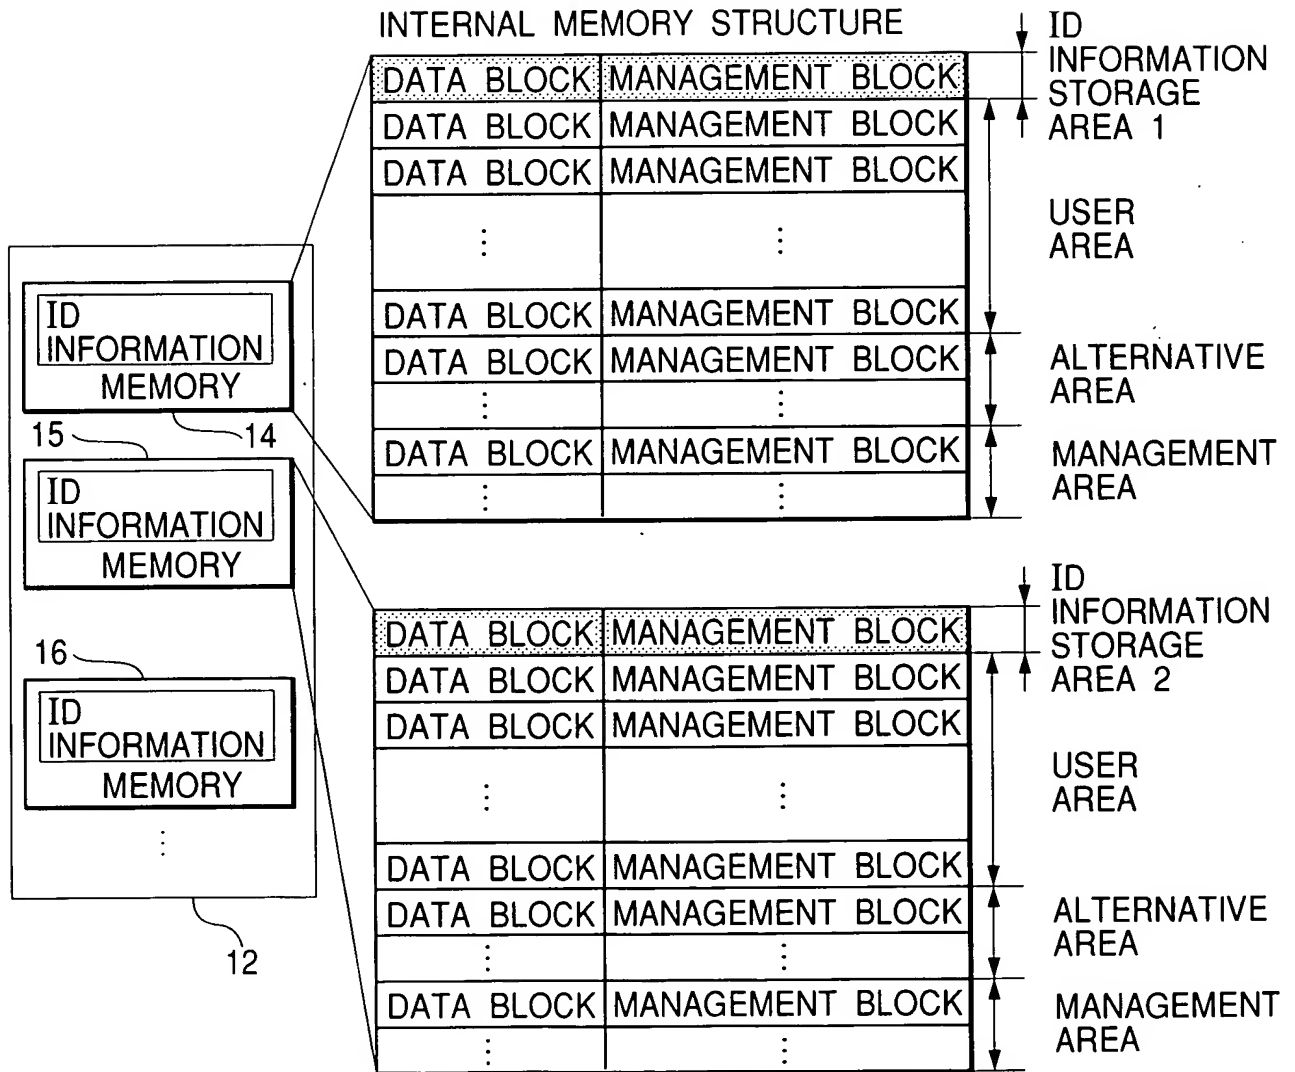 INTERNAL MEMORY STRUCTURE
DATA BLOCK MANAGEMENT BLOCK
DATA BLOCK MANAGEMENT BLOCK
DATA BLOCK MANAGEMENT BLOCK
DATA BLOCK MANAGEMENT BLOCK
DATA BLOCK MANAGEMENT BLOCK
DATA BLOCK MANAGEMENT BLOCK
ID
INFORMATION
STORAGE
AREA 1
USER
AREA
ALTERNATIVE
AREA
MANAGEMENT
AREA
ID
INFORMATION
MEMORY
14
15
ID
INFORMATION
MEMORY
16
ID
INFORMATION
MEMORY
12
DATA BLOCK MANAGEMENT BLOCK
DATA BLOCK MANAGEMENT BLOCK
DATA BLOCK MANAGEMENT BLOCK
DATA BLOCK MANAGEMENT BLOCK
DATA BLOCK MANAGEMENT BLOCK
DATA BLOCK MANAGEMENT BLOCK
ID
INFORMATION
STORAGE
AREA 2
USER
AREA
ALTERNATIVE
AREA
MANAGEMENT
AREA